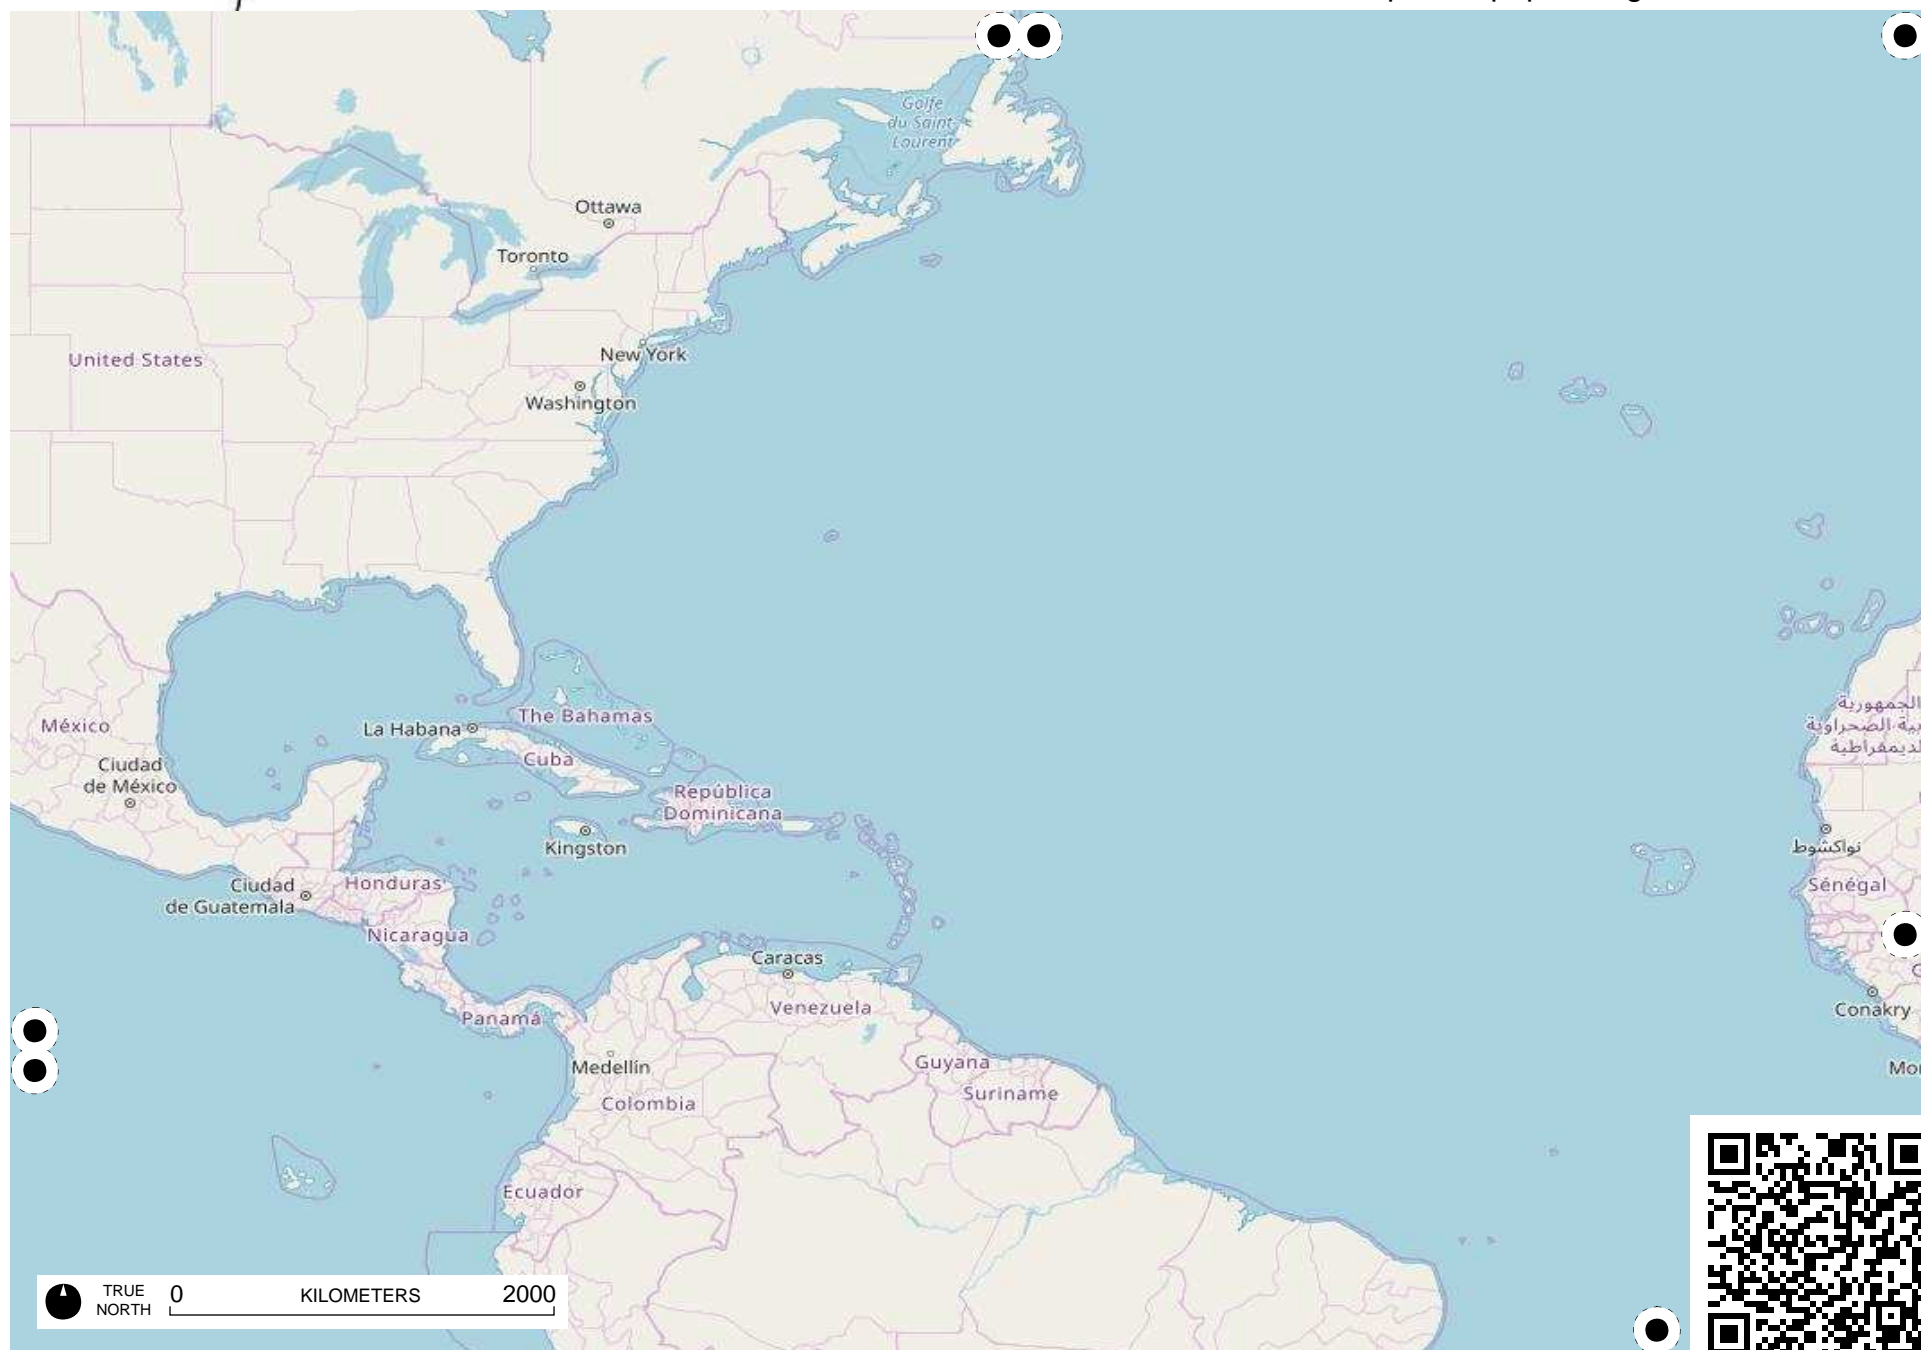 Golfe
du Saint-
Lourent
Ottawa
Toronto
United States
New York
Washington
México
Ciudad
de México
La Habana
The Bahamas
Cuba
República
Dominicana
Kingston
Ciudad
de Guatemala
Honduras
Nicaragua
Panamá
Caracas
Venezuela
Medellín
Colombia
Guyana
Suriname
Ecuador
نواكشوط
Sénégal
Conakry
TRUE
NORTH
0 KILOMETERS 2000